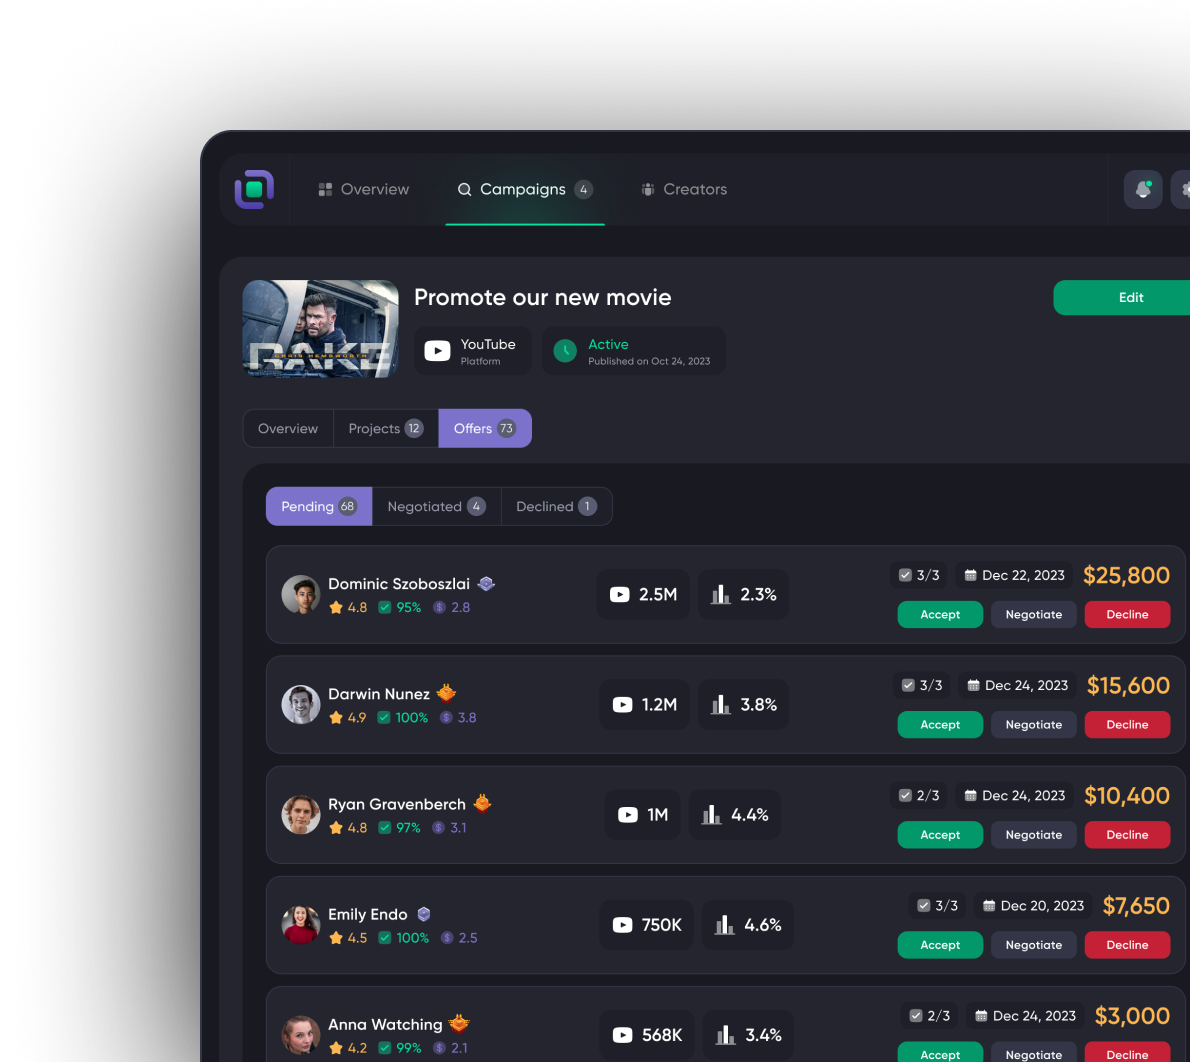 Overview
Campaigns 4
Creators
Promote our new movie
Edit
YouTube
Platform
Active
Published on Oct 24, 2023
CHRIS HEMSWORTH
RAKE
Overview
Projects 12
Offers 73
Pending 68
Negotiated 4
Declined 1
Dominic Szoboszlai
4.8 95% $ 2.8
2.5M
2.3%
3/3
Dec 22, 2023
$25,800
Accept
Negotiate
Decline
Darwin Nunez
4.9 100% $ 3.8
1.2M
3.8%
3/3
Dec 24, 2023
$15,600
Accept
Negotiate
Decline
Ryan Gravenberch
4.8 97% $ 3.1
1M
4.4%
2/3
Dec 24, 2023
$10,400
Accept
Negotiate
Decline
Emily Endo
4.5 100% $ 2.5
750K
4.6%
3/3
Dec 20, 2023
$7,650
Accept
Negotiate
Decline
Anna Watching
4.2 99% $ 2.1
568K
3.4%
2/3
Dec 24, 2023
$3,000
Accept
Negotiate
Decline